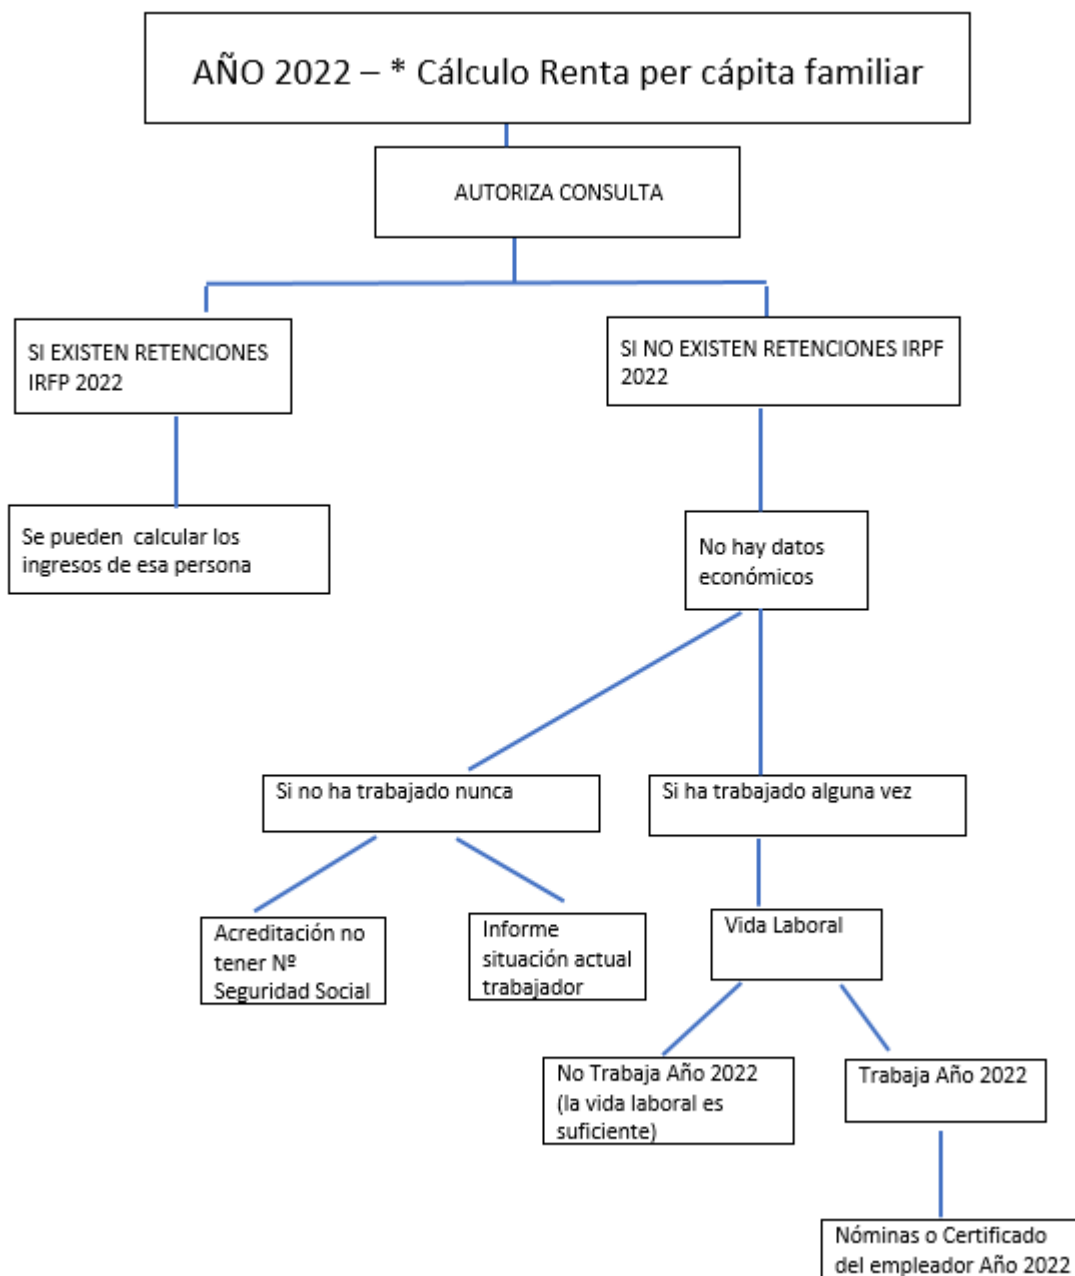 AÑO 2022 – * Cálculo Renta per cápita familiar
AUTORIZA CONSULTA
SI EXISTEN RETENCIONES
IRFP 2022
SI NO EXISTEN RETENCIONES IRPF
2022
Se pueden calcular los
ingresos de esa persona
No hay datos
económicos
Si no ha trabajado nunca
Si ha trabajado alguna vez
Acreditación no
tener Nº
Seguridad Social
Informe
situación actual
trabajador
Vida Laboral
No Trabaja Año 2022
(la vida laboral es
suficiente)
Trabaja Año 2022
Nóminas o Certificado
del empleador Año 2022